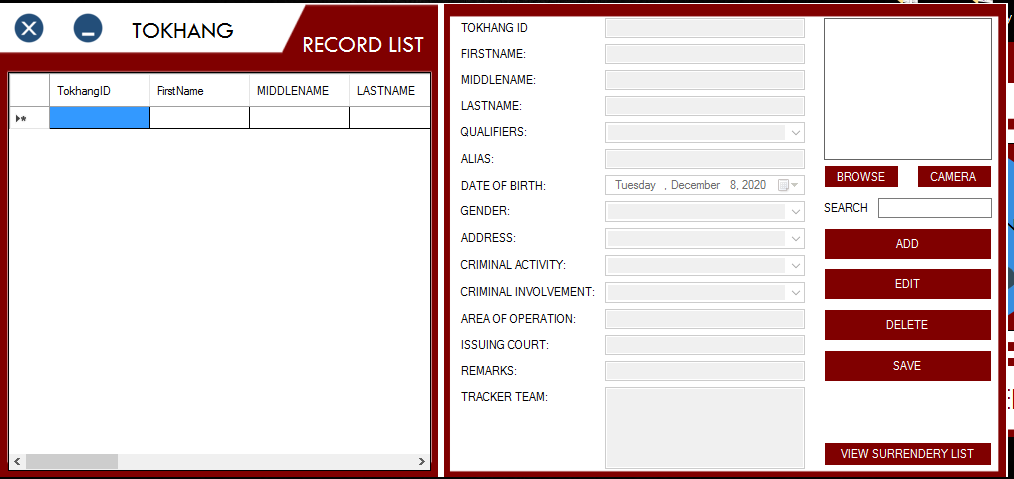 TOKHANG
RECORD LIST
TokhangID FirstName MIDDLENAME LASTNAME
TOKHANG ID
FIRSTNAME:
MIDDLENAME:
LASTNAME:
QUALIFIERS:
ALIAS:
DATE OF BIRTH: Tuesday , December 8, 2020
GENDER:
ADDRESS:
CRIMINAL ACTIVITY:
CRIMINAL INVOLVEMENT:
AREA OF OPERATION:
ISSUING COURT:
REMARKS:
TRACKER TEAM:
BROWSE CAMERA
SEARCH
ADD
EDIT
DELETE
SAVE
VIEW SURRENDERY LIST